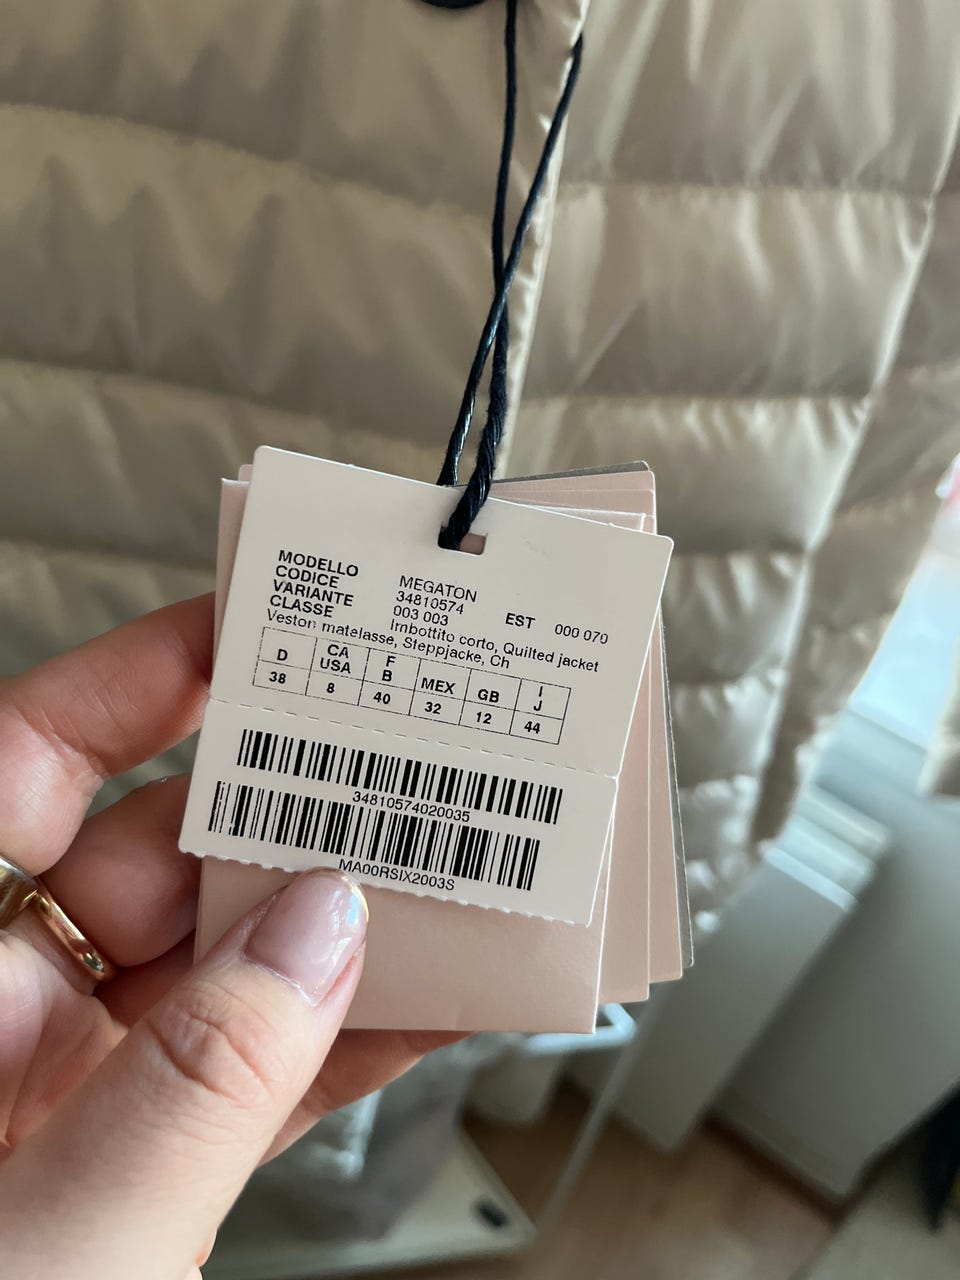 MODELLO MEGATON
CODICE 34810574
VARIANTE 003 003 EST 000 070
CLASSE Imbottito corto, Quilted jacket
Veston matelasse, Steppjacke, Ch
D CA USA F B MEX GB I J
38 8 40 32 12 44
34810574020035
MA00RSIX2003S